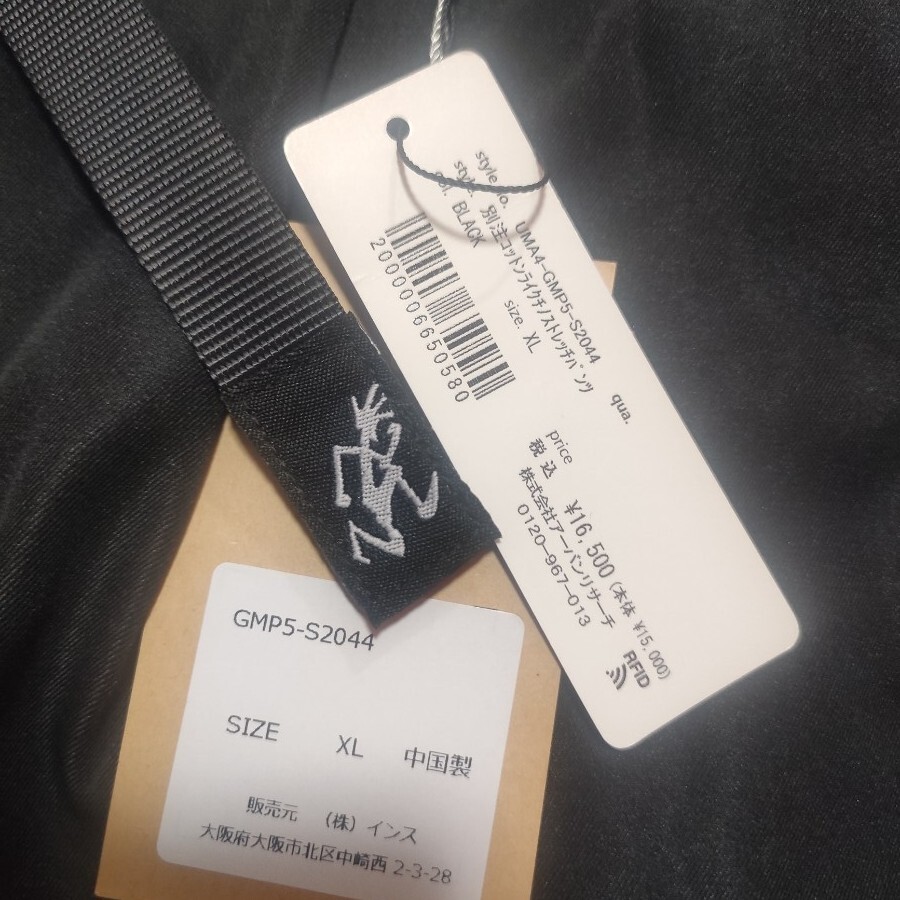 style no. UMA4-GMP5-S2044 qua.
style. 別注コットンライクチノストレッチパンツ
col. BLACK size. XL
2000006650580
price
税込 ¥16,500 (本体 ¥15,000)
株式会社アーバンリサーチ
0120-967-013
RFID
GMP5-S2044
SIZE XL 中国製
販売元 (株)インス
大阪府大阪市北区中崎西 2-3-28